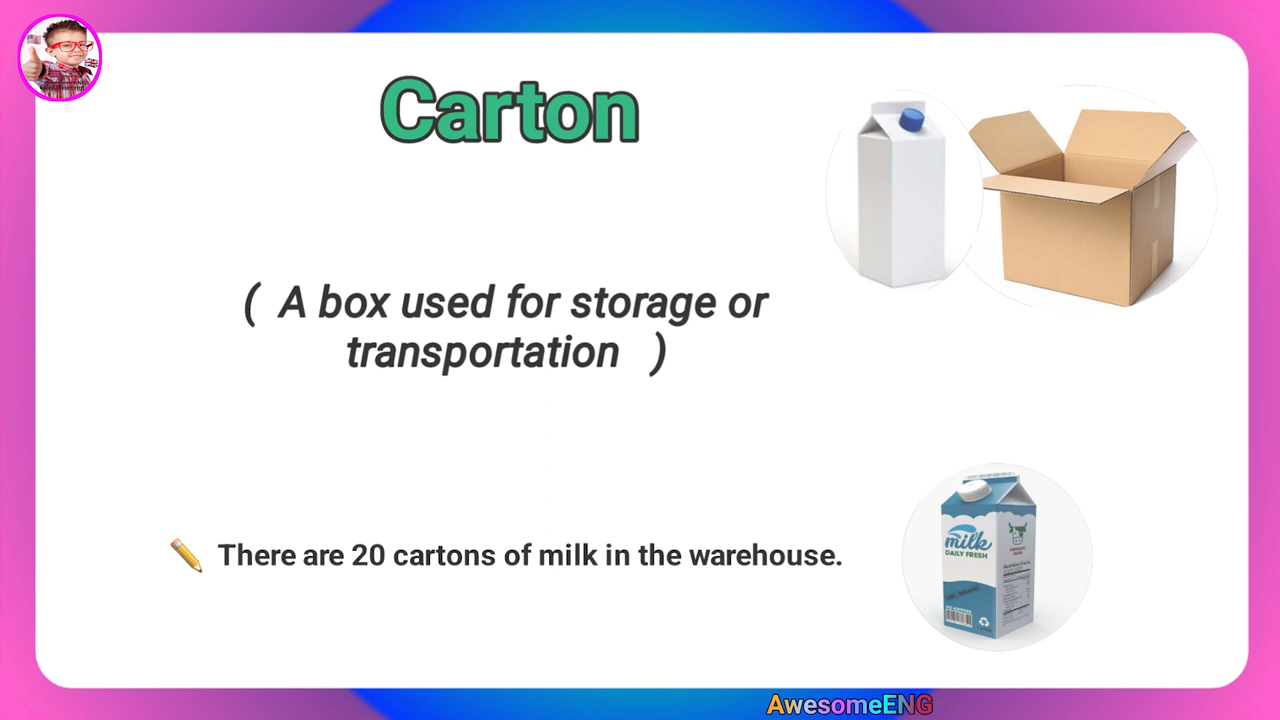 Carton
( A box used for storage or
transportation )
There are 20 cartons of milk in the warehouse.
milk
DAILY FRESH
AwesomeENG